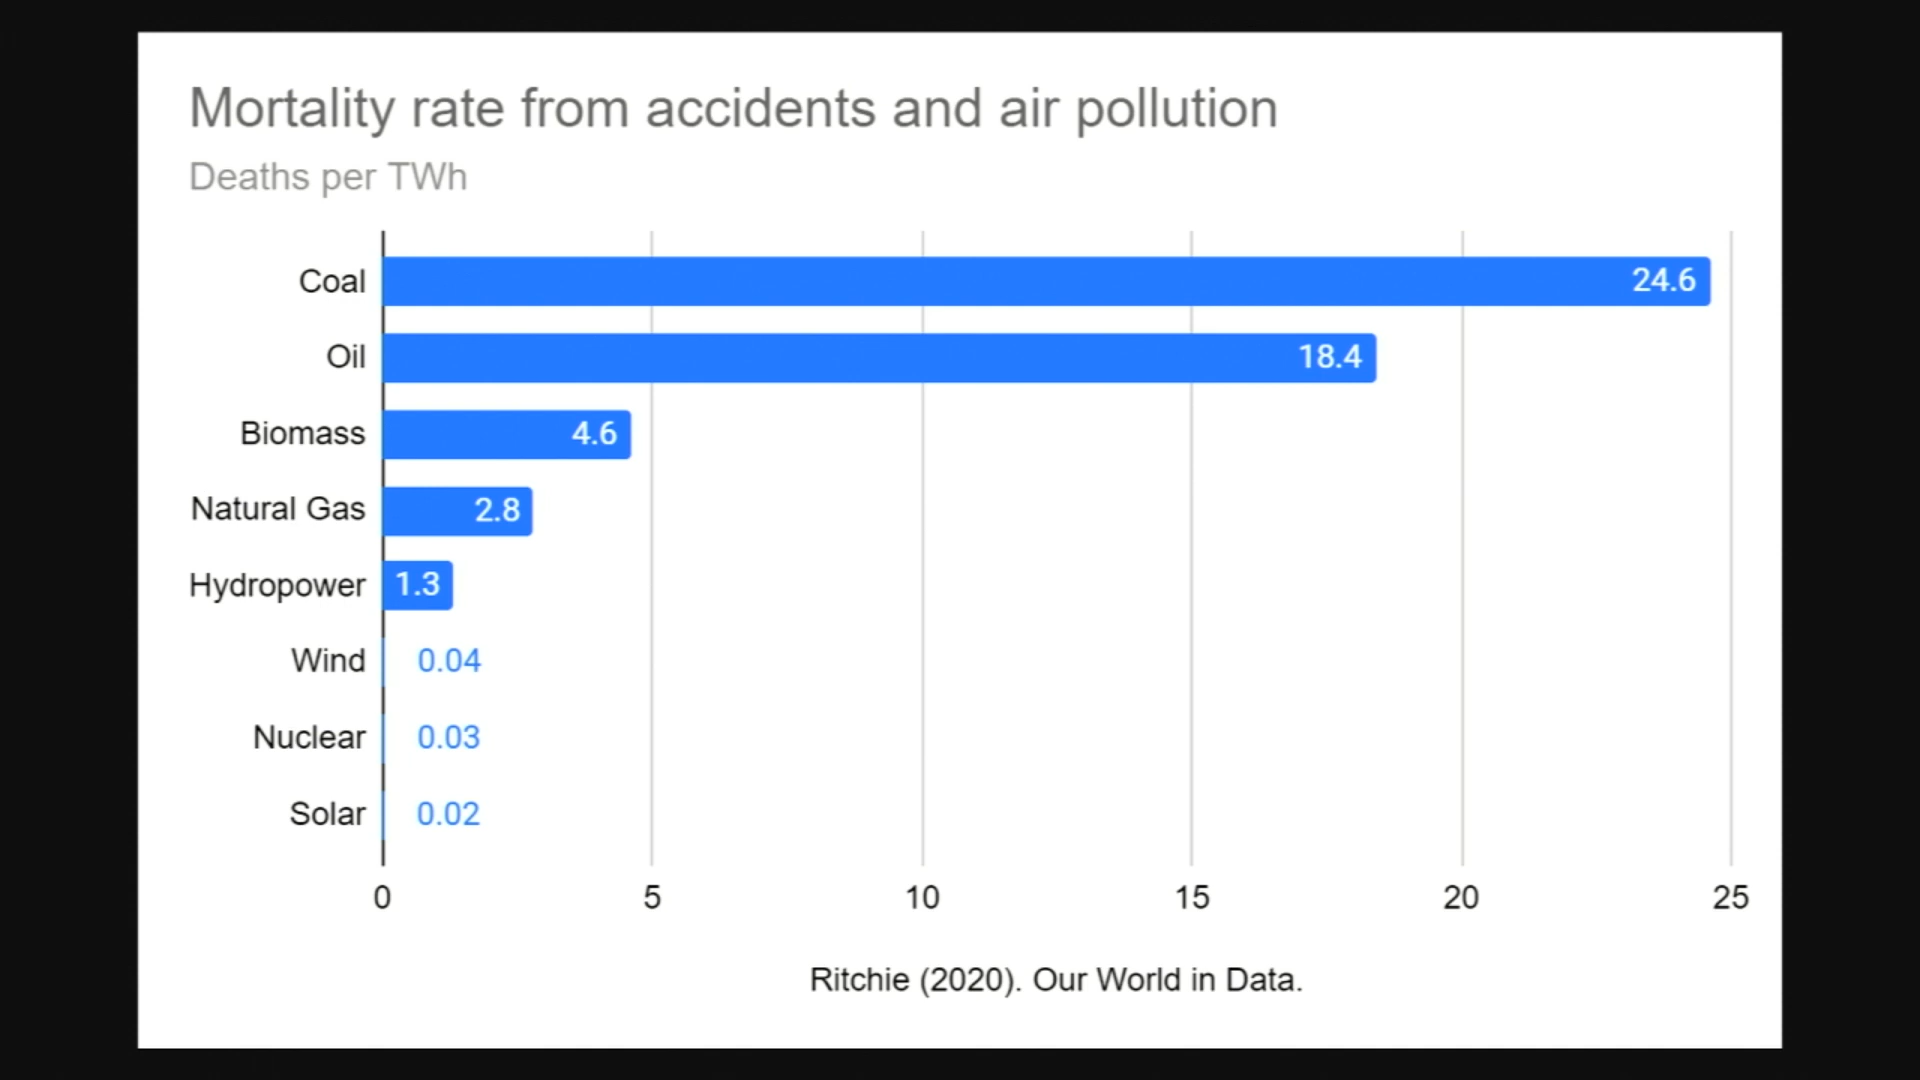 Mortality rate from accidents and air pollution
Deaths per TWh
Coal 24.6
Oil 18.4
Biomass 4.6
Natural Gas 2.8
Hydropower 1.3
Wind 0.04
Nuclear 0.03
Solar 0.02
0 5 10 15 20 25
Ritchie (2020). Our World in Data.